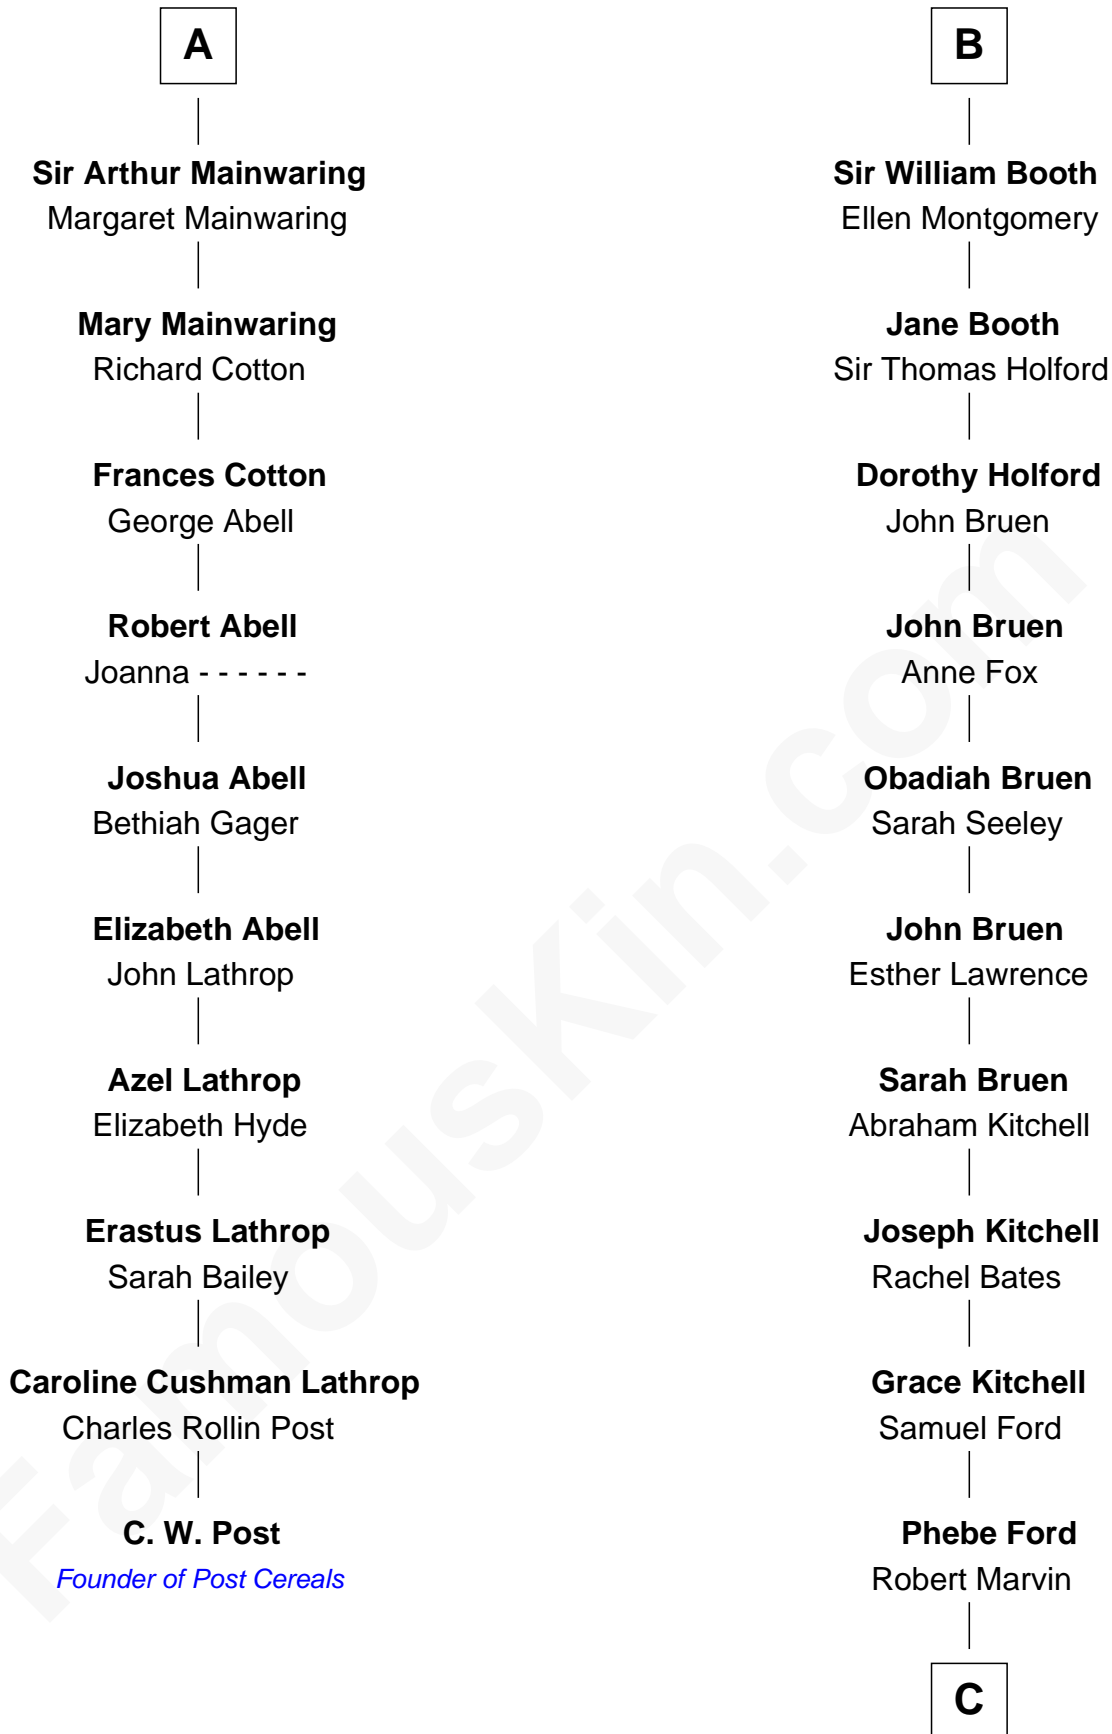 A
Sir Arthur Mainwaring
Margaret Mainwaring
Mary Mainwaring
Richard Cotton
Frances Cotton
George Abell
Robert Abell
Joanna - - - - - -
Joshua Abell
Bethiah Gager
Elizabeth Abell
John Lathrop
Azel Lathrop
Elizabeth Hyde
Erastus Lathrop
Sarah Bailey
Caroline Cushman Lathrop
Charles Rollin Post
C. W. Post
Founder of Post Cereals
B
Sir William Booth
Ellen Montgomery
Jane Booth
Sir Thomas Holford
Dorothy Holford
John Bruen
John Bruen
Anne Fox
Obadiah Bruen
Sarah Seeley
John Bruen
Esther Lawrence
Sarah Bruen
Abraham Kitchell
Joseph Kitchell
Rachel Bates
Grace Kitchell
Samuel Ford
Phebe Ford
Robert Marvin
C
FamousKin.com